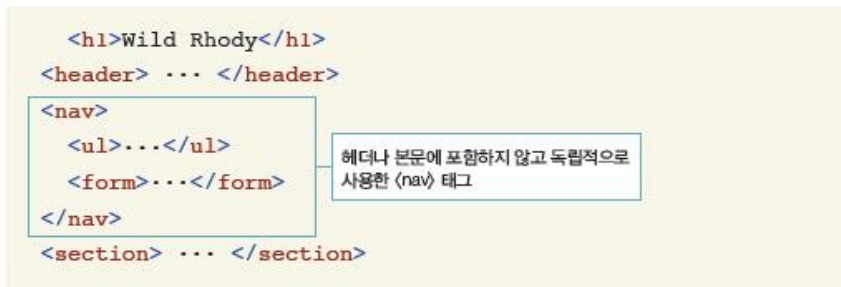 <h1>Wild Rhody</h1>
<header> ··· </header>
<nav>
<ul>···</ul>
<form>···</form>
</nav>
<section> ··· </section>
헤더나 본문에 포함하지 않고 독립적으로
사용한 〈nav〉 태그